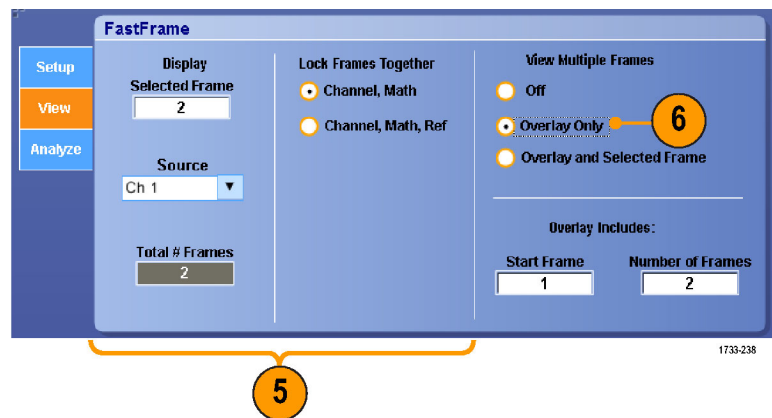 FastFrame
Setup
View
Analyze
Display
Selected Frame
2
Source
Ch 1
Total # Frames
2
Lock Frames Together
Channel, Math
Channel, Math, Ref
View Multiple Frames
Off
Overlay Only
6
Overlay and Selected Frame
Overlay Includes:
Start Frame
1
Number of Frames
2
1733-238
5